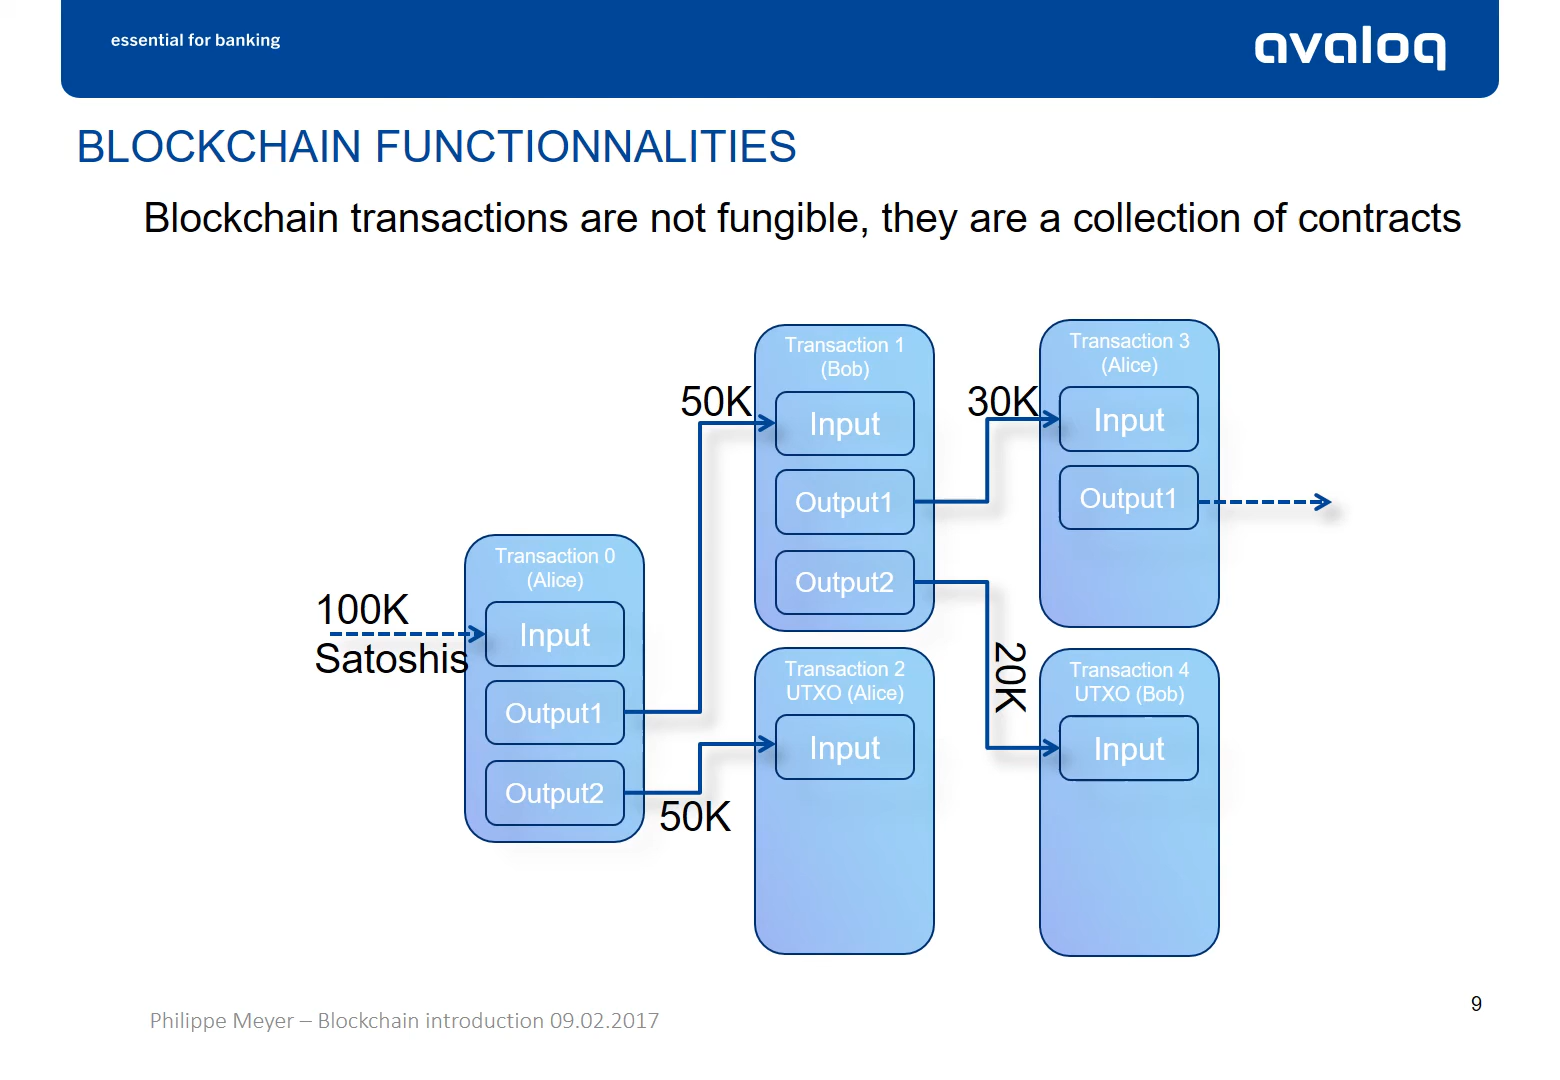 essential for banking
avaloq
BLOCKCHAIN FUNCTIONNALITIES
Blockchain transactions are not fungible, they are a collection of contracts
100K
Satoshis
Transaction 0
(Alice)
Input
Output1
Output2
50K
50K
Transaction 1
(Bob)
Input
Output1
Output2
Transaction 2
UTXO (Alice)
Input
30K
20K
Transaction 3
(Alice)
Input
Output1
Transaction 4
UTXO (Bob)
Input
Philippe Meyer – Blockchain introduction 09.02.2017
9